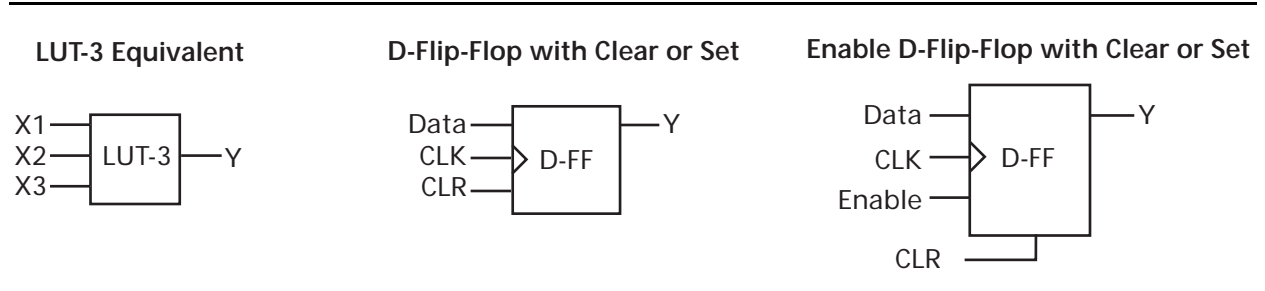 LUT-3 Equivalent
X1
X2
X3
LUT-3
Y
D-Flip-Flop with Clear or Set
Data
CLK
CLR
D-FF
Y
Enable D-Flip-Flop with Clear or Set
Data
CLK
Enable
CLR
D-FF
Y